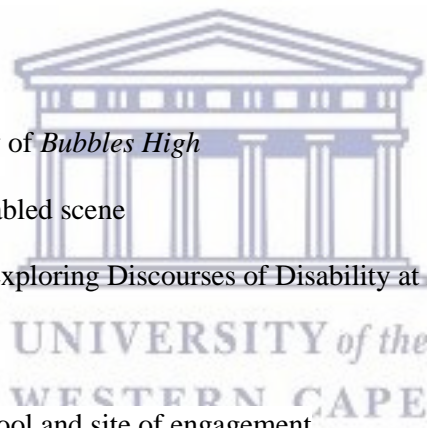 of Bubbles High
abled scene
xploring Discourses of Disability at
UNIVERSITY of the
WESTERN CAPE
ool and site of engagement